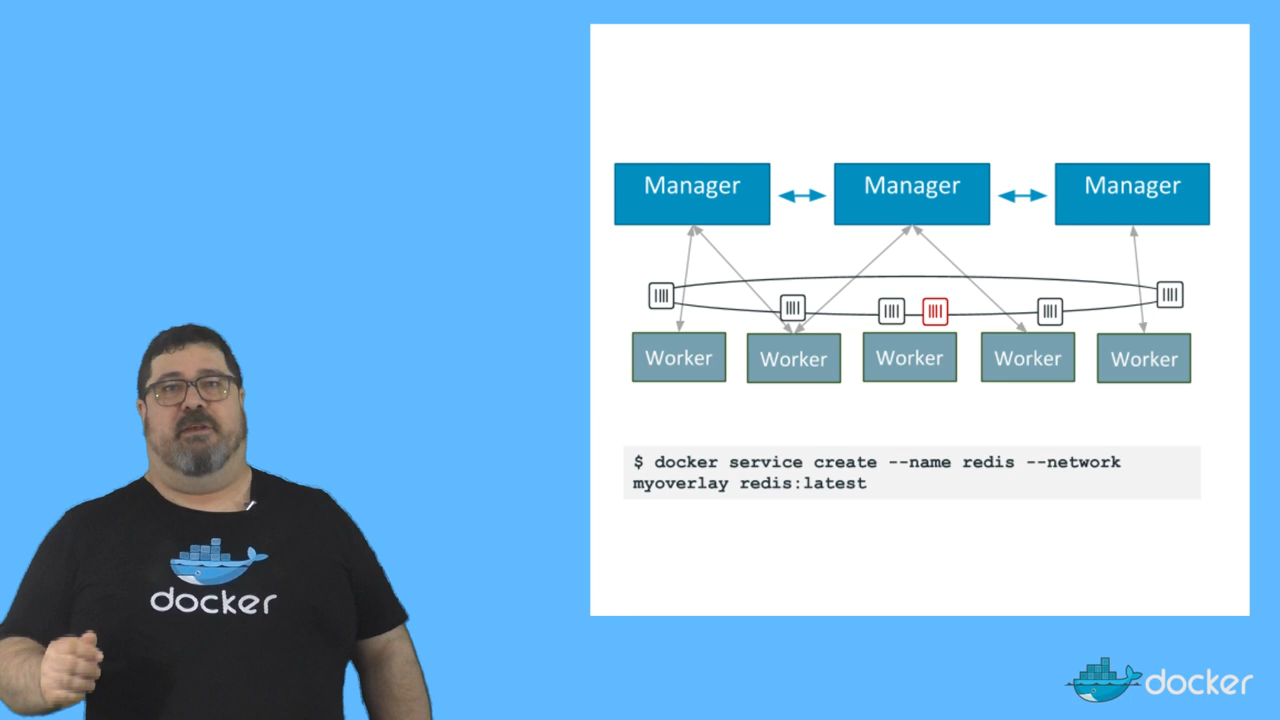 Manager Manager Manager
Worker Worker Worker Worker Worker
$ docker service create --name redis --network
myoverlay redis:latest
docker
docker